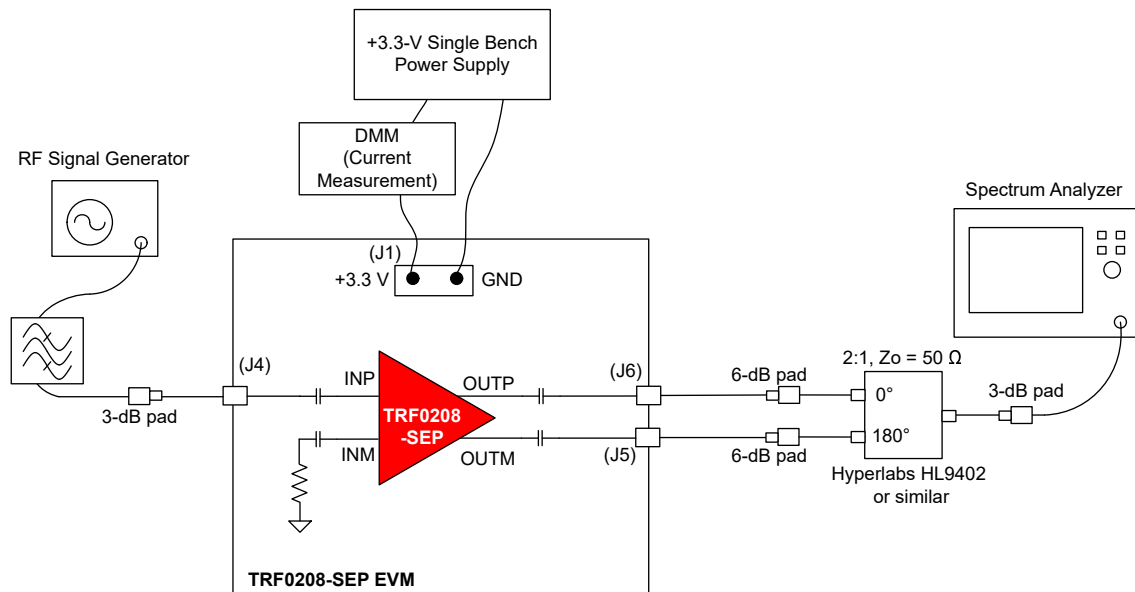 +3.3-V Single Bench
Power Supply
DMM
(Current
Measurement)
RF Signal Generator
Spectrum Analyzer
(J1)
+3.3 V
GND
(J4)
3-dB pad
INP
INM
TRF0208
-SEP
OUTP
OUTM
(J6)
(J5)
6-dB pad
6-dB pad
2:1, Zo = 50 Ω
0°
180°
3-dB pad
Hyperlabs HL9402
or similar
TRF0208-SEP EVM